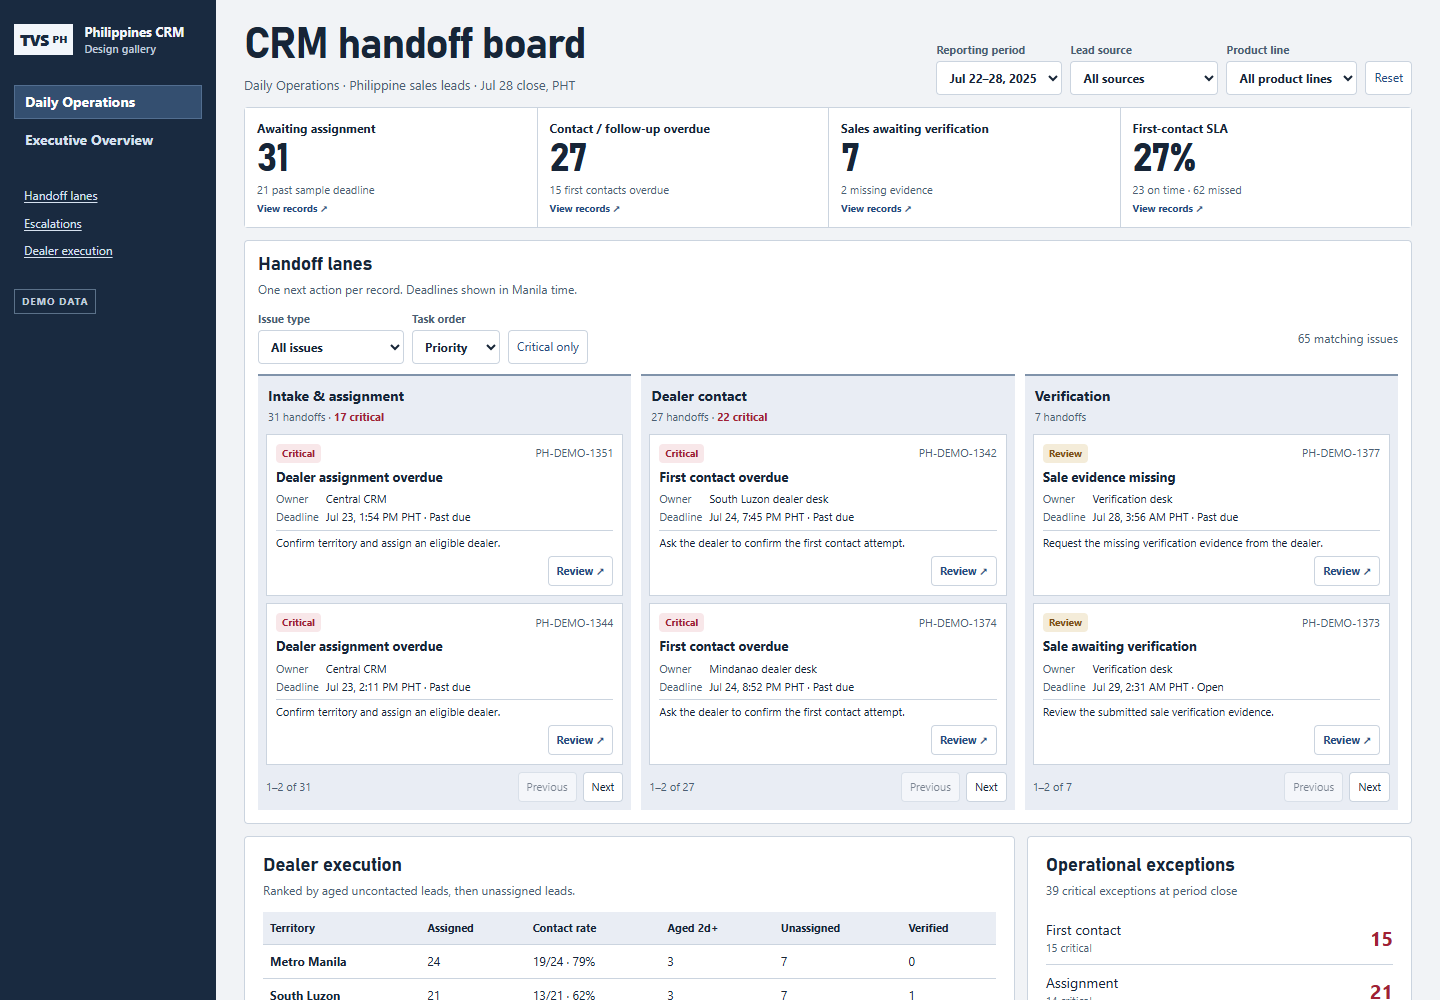 TVS PH
Philippines CRM
Design gallery
Daily Operations
Executive Overview
Handoff lanes
Escalations
Dealer execution
DEMO DATA
CRM handoff board
Daily Operations · Philippine sales leads · Jul 28 close, PHT
Reporting period
Jul 22–28, 2025
Lead source
All sources
Product line
All product lines
Reset
Awaiting assignment
31
21 past sample deadline
View records ↗
Contact / follow-up overdue
27
15 first contacts overdue
View records ↗
Sales awaiting verification
7
2 missing evidence
View records ↗
First-contact SLA
27%
23 on time · 62 missed
View records ↗
Handoff lanes
One next action per record. Deadlines shown in Manila time.
Issue type
All issues
Task order
Priority
Critical only
65 matching issues
Intake & assignment
31 handoffs · 17 critical
Critical
PH-DEMO-1351
Dealer assignment overdue
Owner Central CRM
Deadline Jul 23, 1:54 PM PHT · Past due
Confirm territory and assign an eligible dealer.
Review ↗
Critical
PH-DEMO-1344
Dealer assignment overdue
Owner Central CRM
Deadline Jul 23, 2:11 PM PHT · Past due
Confirm territory and assign an eligible dealer.
Review ↗
1–2 of 31
Previous
Next
Dealer contact
27 handoffs · 22 critical
Critical
PH-DEMO-1342
First contact overdue
Owner South Luzon dealer desk
Deadline Jul 24, 7:45 PM PHT · Past due
Ask the dealer to confirm the first contact attempt.
Review ↗
Critical
PH-DEMO-1374
First contact overdue
Owner Mindanao dealer desk
Deadline Jul 24, 8:52 PM PHT · Past due
Ask the dealer to confirm the first contact attempt.
Review ↗
1–2 of 27
Previous
Next
Verification
7 handoffs
Review
PH-DEMO-1377
Sale evidence missing
Owner Verification desk
Deadline Jul 28, 3:56 AM PHT · Past due
Request the missing verification evidence from the dealer.
Review ↗
Review
PH-DEMO-1373
Sale awaiting verification
Owner Verification desk
Deadline Jul 29, 2:31 AM PHT · Open
Review the submitted sale verification evidence.
Review ↗
1–2 of 7
Previous
Next
Dealer execution
Ranked by aged uncontacted leads, then unassigned leads.
Territory Assigned Contact rate Aged 2d+ Unassigned Verified
Metro Manila 24 19/24 · 79% 3 7 0
South Luzon 21 13/21 · 62% 3 7 1
Operational exceptions
39 critical exceptions at period close
First contact
15 critical
15
Assignment
21